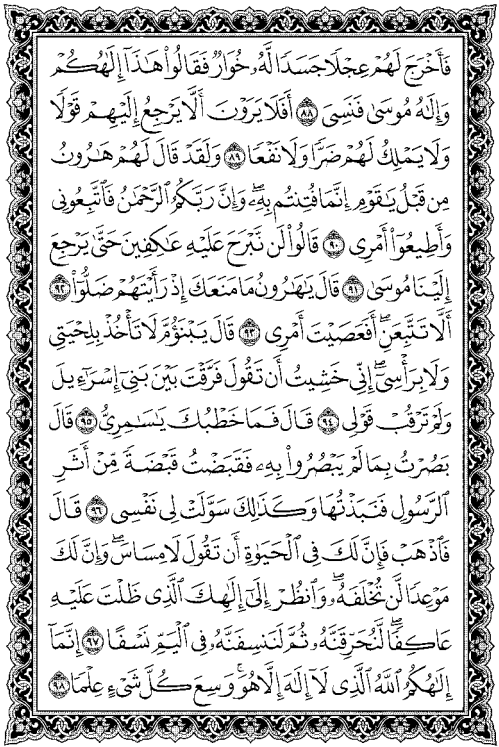 فَأَخْرَجَ لَهُمْ عِجْلًا جَسَدًا لَّهُۥ خُوَارٌ فَقَالُوا۟ هَٰذَآ إِلَٰهُكُمْ
وَإِلَٰهُ مُوسَىٰ فَنَسِىَ ٨٨ أَفَلَا يَرَوْنَ أَلَّا يَرْجِعُ إِلَيْهِمْ قَوْلًا
وَلَا يَمْلِكُ لَهُمْ ضَرًّا وَلَا نَفْعًا ٨٩ وَلَقَدْ قَالَ لَهُمْ هَٰرُونُ
مِن قَبْلُ يَٰقَوْمِ إِنَّمَا فُتِنتُم بِهِۦۖ وَإِنَّ رَبَّكُمُ ٱلرَّحْمَٰنُ فَٱتَّبِعُونِى
وَأَطِيعُوٓا۟ أَمْرِى ٩٠ قَالُوا۟ لَن نَّبْرَحَ عَلَيْهِ عَٰكِفِينَ حَتَّىٰ يَرْجِعَ
إِلَيْنَا مُوسَىٰ ٩١ قَالَ يَٰهَٰرُونُ مَا مَنَعَكَ إِذْ رَأَيْتَهُمْ ضَلُّوٓا۟ ٩٢
أَلَّا تَتَّبِعَنِۖ أَفَعَصَيْتَ أَمْرِى ٩٣ قَالَ يَبْنَؤُمَّ لَا تَأْخُذْ بِلِحْيَتِى
وَلَا بِرَأْسِىٓۖ إِنِّى خَشِيتُ أَن تَقُولَ فَرَّقْتَ بَيْنَ بَنِىٓ إِسْرَٰٓءِيلَ
وَلَمْ تَرْقُبْ قَوْلِى ٩٤ قَالَ فَمَا خَطْبُكَ يَٰسَٰمِرِىُّ ٩٥ قَالَ
بَصُرْتُ بِمَا لَمْ يَبْصُرُوا۟ بِهِۦ فَقَبَضْتُ قَبْضَةً مِّنْ أَثَرِ
ٱلرَّسُولِ فَنَبَذْتُهَا وَكَذَٰلِكَ سَوَّلَتْ لِى نَفْسِى ٩٦ قَالَ
فَٱذْهَبْ فَإِنَّ لَكَ فِى ٱلْحَيَوٰةِ أَن تَقُولَ لَا مِسَاسَۖ وَإِنَّ لَكَ
مَوْعِدًا لَّن تُخْلَفَهُۥۖ وَٱنظُرْ إِلَىٰٓ إِلَٰهِكَ ٱلَّذِى ظَلْتَ عَلَيْهِ
عَاكِفًاۖ لَّنُحَرِّقَنَّهُۥ ثُمَّ لَنَنسِفَنَّهُۥ فِى ٱلْيَمِّ نَسْفًا ٩٧ إِنَّمَآ
إِلَٰهُكُمُ ٱللَّهُ ٱلَّذِى لَآ إِلَٰهَ إِلَّا هُوَۚ وَسِعَ كُلَّ شَىْءٍ عِلْمًا ٩٨